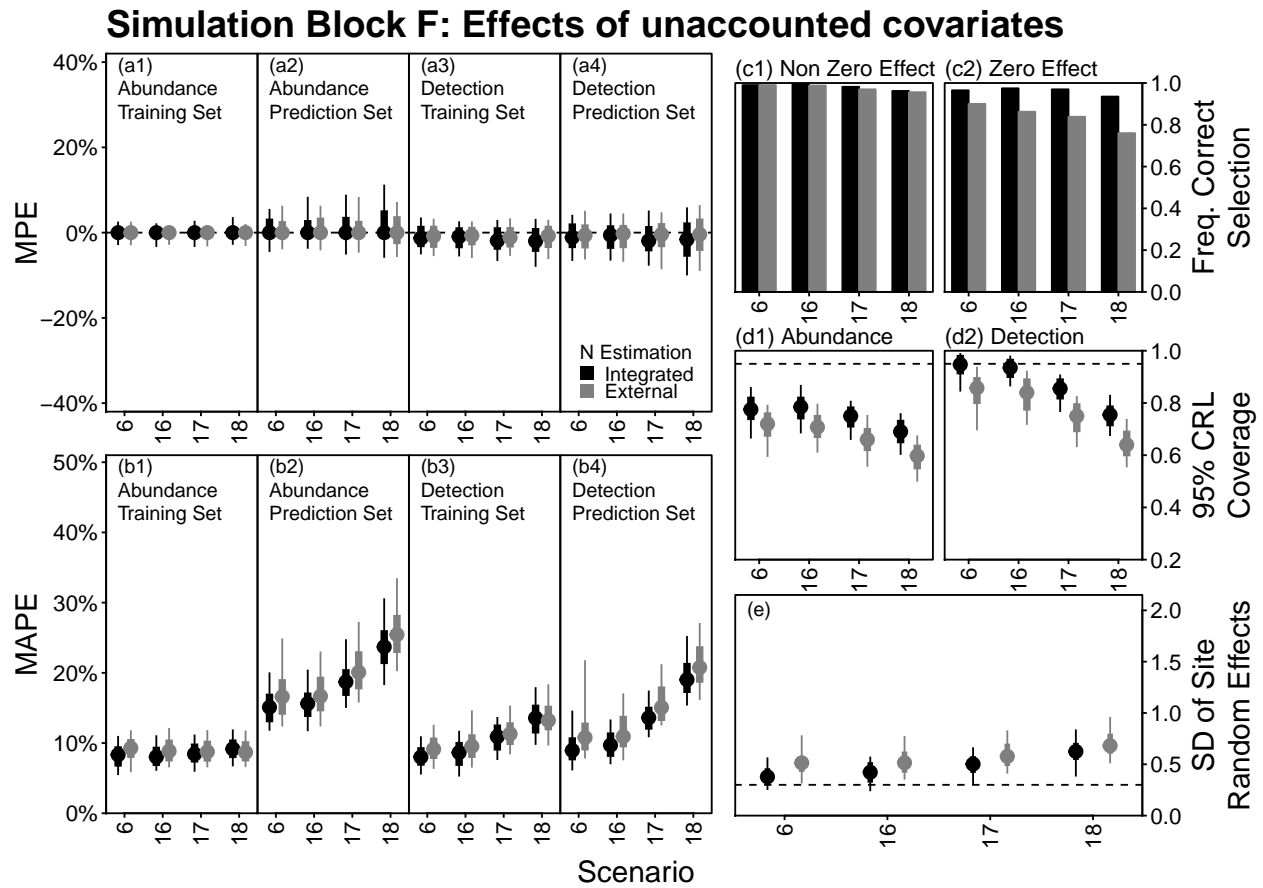 Simulation Block F: Effects of unaccounted covariates
MPE
40%
20%
0%
−20%
−40%
(a1)
Abundance
Training Set
(a2)
Abundance
Prediction Set
(a3)
Detection
Training Set
(a4)
Detection
Prediction Set
N Estimation
Integrated
External
6
16
17
18
6
16
17
18
6
16
17
18
6
16
17
18
MAPE
50%
40%
30%
20%
10%
0%
(b1)
Abundance
Training Set
(b2)
Abundance
Prediction Set
(b3)
Detection
Training Set
(b4)
Detection
Prediction Set
6
16
17
18
6
16
17
18
6
16
17
18
6
16
17
18
Scenario
(c1) Non Zero Effect
(c2) Zero Effect
6
16
17
18
6
16
17
18
1.0
0.8
0.6
0.4
0.2
0.0
Freq. Correct
Selection
(d1) Abundance
(d2) Detection
6
16
17
18
6
16
17
18
1.0
0.8
0.6
0.4
0.2
95% CRL
Coverage
(e)
6
16
17
18
2.0
1.5
1.0
0.5
0.0
SD of Site
Random Effects